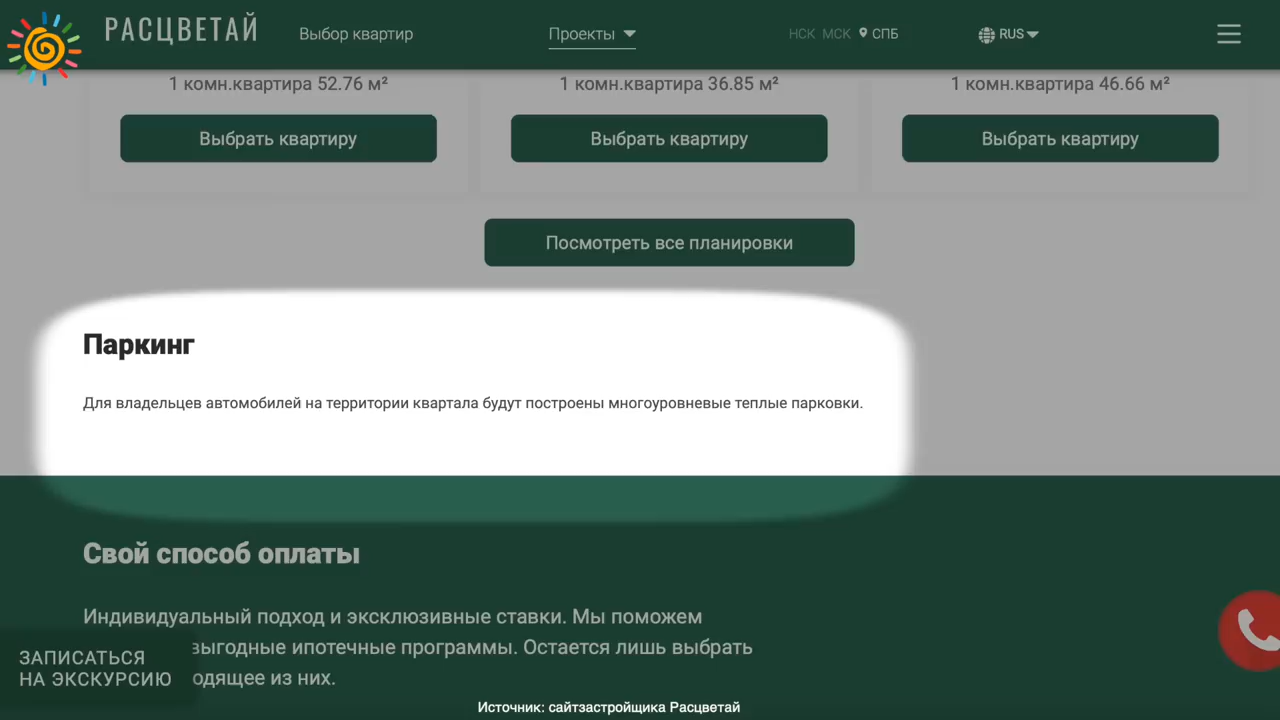 РАСЦВЕТАЙ
Выбор квартир
Проекты
НСК МСК СПБ
RUS
1 комн.квартира 52.76 м²
1 комн.квартира 36.85 м²
1 комн.квартира 46.66 м²
Выбрать квартиру
Выбрать квартиру
Выбрать квартиру
Посмотреть все планировки
Паркинг
Для владельцев автомобилей на территории квартала будут построены многоуровневые теплые парковки.
Свой способ оплаты
Индивидуальный подход и эксклюзивные ставки. Мы поможем
ипотечные программы. Остается лишь выбрать
из них.
ЗАПИСАТЬСЯ
НА ЭКСКУРСИЮ
Источник: сайтзастройщика Расцветай